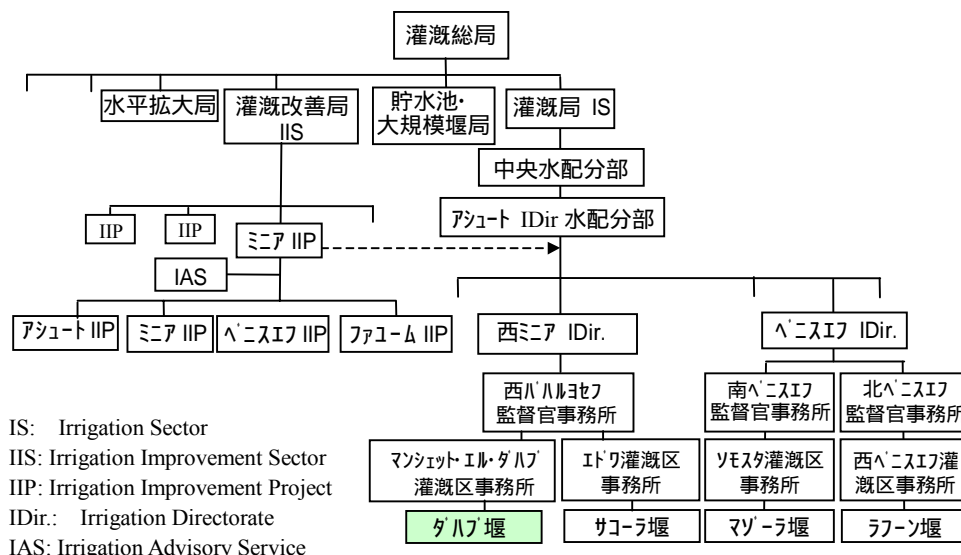 灌漑総局
水平拡大局
灌漑改善局
IIS
貯水池・
大規模堰局
灌漑局 IS
中央水配分部
アシュート IDir 水配分部
IIP
IIP
ミニア IIP
IAS
アシュート IIP
ミニア IIP
ベニスエフ IIP
ファユーム IIP
西ミニア IDir.
ベニスエフ IDir.
西バハルヨセフ
監督官事務所
南ベニスエフ
監督官事務所
北ベニスエフ
監督官事務所
マンシェット・エル・ダハブ
灌漑区事務所
エドワ灌漑区
事務所
ソモスタ灌漑区
事務所
西ベニスエフ灌
漑区事務所
ダハブ堰
サコーラ堰
マゾーラ堰
ラフーン堰
IS: Irrigation Sector
IIS: Irrigation Improvement Sector
IIP: Irrigation Improvement Project
IDir.: Irrigation Directorate
IAS: Irrigation Advisory Service